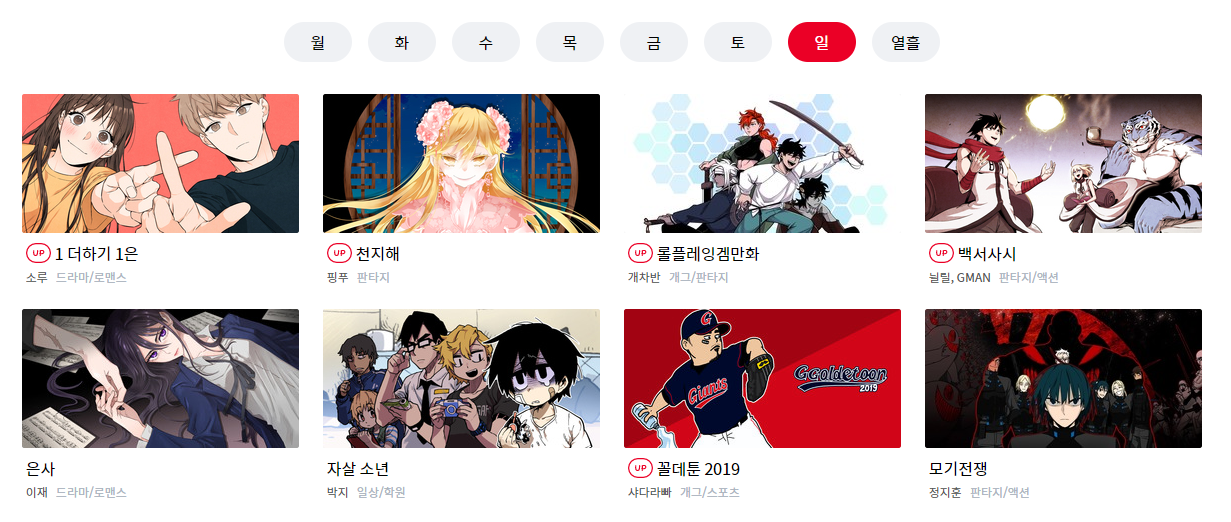 월 화 수 목 금 토 일 열흘
UP 1 더하기 1은
소루 드라마/로맨스
UP 천지해
핑푸 판타지
UP 롤플레잉겜만화
개차반 개그/판타지
UP 백서사시
늴릴, GMAN 판타지/액션
G
Giants
Ggoldetoon
2019
은사
이재 드라마/로맨스
자살 소년
박지 일상/학원
UP 꼴데툰 2019
샤다라빠 개그/스포츠
모기전쟁
정지훈 판타지/액션